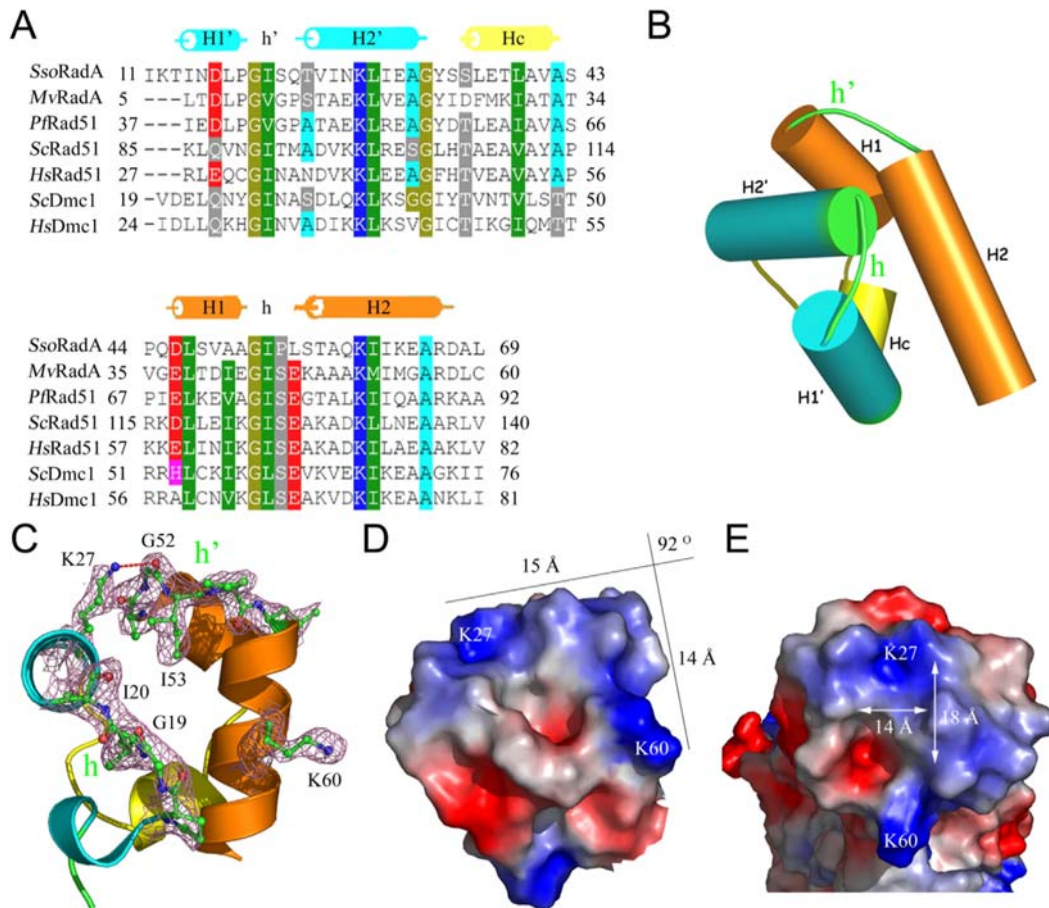 A
H1' h' H2' Hc
SsoRadA 11 IKTINDLPGISQTVINKLIEAGYSSLETLAVAS 43
MvRadA 5 ---LTDLPGVGPSTAEKLVEAGYIDFMKIATAT 34
PfRad51 37 ---IEDLPGVGPATAEKLREAGYDTLEAIAVAS 66
ScRad51 85 ---KLQVNGITMADVKKLRESGLHTAEAVAYAP 114
HsRad51 27 ---RLEQCGINANDVKKLEEAGFHTVEAVAYAP 56
ScDmc1 19 -VDELQNYGINASDLQKLKSGGIYTVNTVLSTT 50
HsDmc1 24 -IDLLQKHGINVADIKKLKSVGICTIKGIQMTT 55
H1 h H2
SsoRadA 44 PQDLSVAAGIPLSTAQKIIKEARDAL 69
MvRadA 35 VGELTDIEGISEKAAAKMIMGARDLC 60
PfRad51 67 PIELKEVAGISEGTALKIIQAARKAA 92
ScRad51 115 RKDLLEIKGISEAKADKLLNEAARLV 140
HsRad51 57 KKELINIKGISEAKADKILAEAAKLV 82
ScDmc1 51 RRHLCKIKGLSEVKVEKIKEAAGKII 76
HsDmc1 56 RRALCNVKGLSEAKVDKIKEAANKLI 81
B
h'
H1
H2'
H2
h
Hc
H1'
C
G52
K27
h'
I20
I53
G19
h
K60
D
92 °
15 Å
K27
14 Å
K60
E
K27
14 Å
18 Å
K60